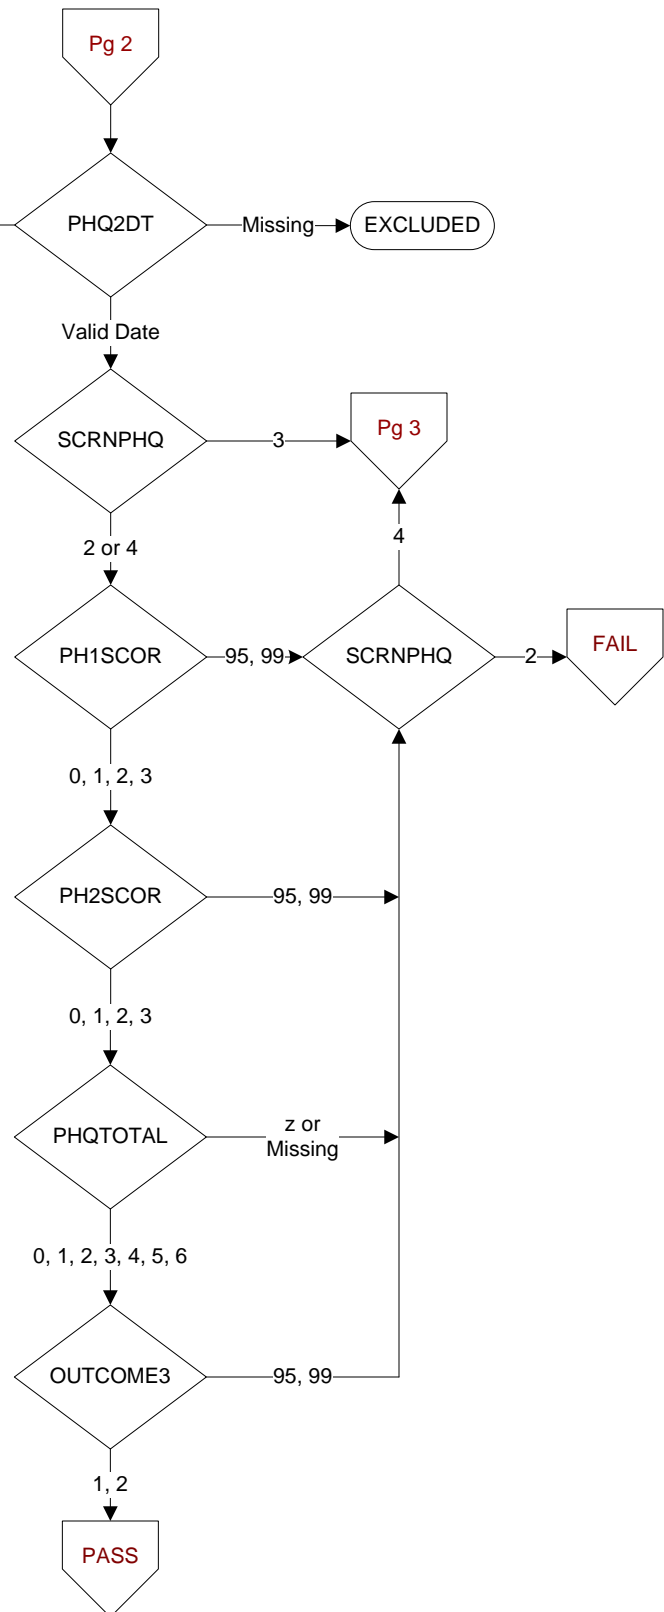 Pg 2
PHQ2DT
Missing
EXCLUDED
Valid Date
SCRNPHQ
3
Pg 3
2 or 4
4
PH1SCOR
95, 99
SCRNPHQ
2
FAIL
0, 1, 2, 3
PH2SCOR
95, 99
0, 1, 2, 3
PHQTOTAL
z or
Missing
0, 1, 2, 3, 4, 5, 6
OUTCOME3
95, 99
1, 2
PASS